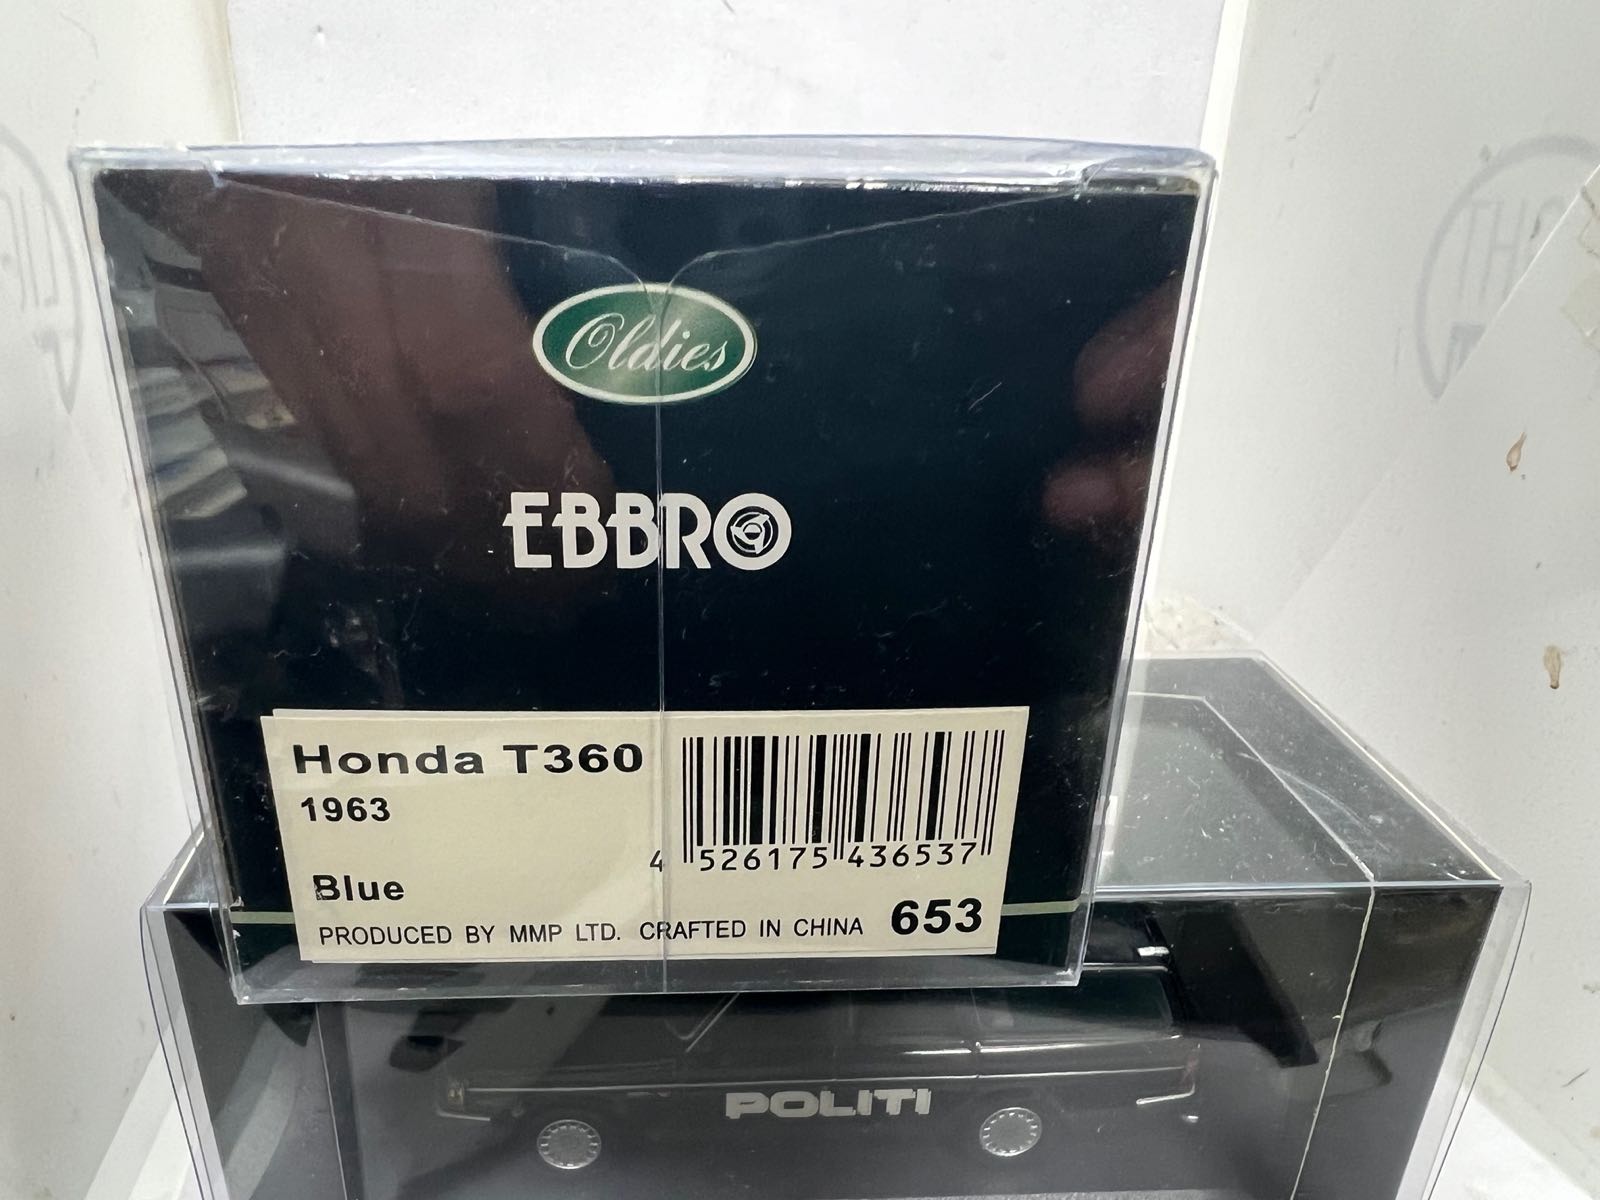 Oldies
EBBRO
Honda T360
1963
Blue
4 526175 436537
PRODUCED BY MMP LTD. CRAFTED IN CHINA 653
POLITI